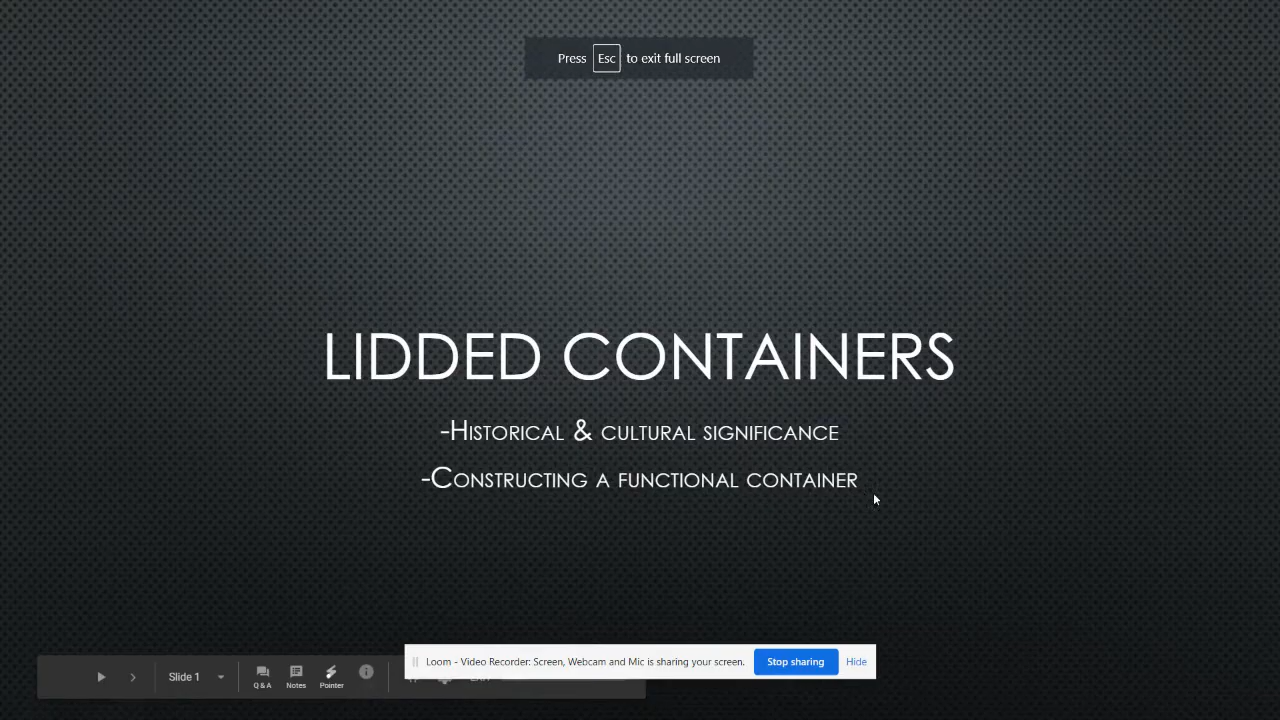 Press Esc to exit full screen
LIDDED CONTAINERS
-HISTORICAL & CULTURAL SIGNIFICANCE
-CONSTRUCTING A FUNCTIONAL CONTAINER
Loom - Video Recorder: Screen, Webcam and Mic is sharing your screen. Stop sharing Hide
Slide 1
Q & A Notes Pointer